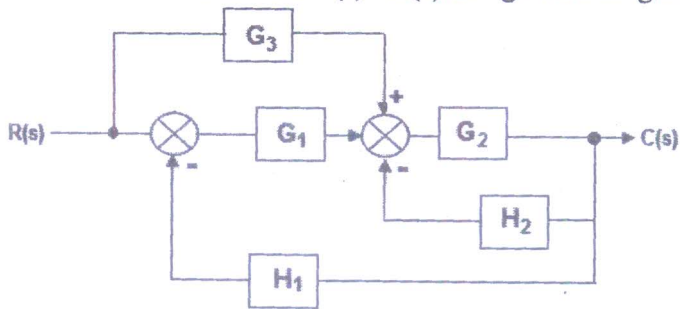 G₃
+
R(s)
G₁
G₂
C(s)
-
-
H₂
H₁